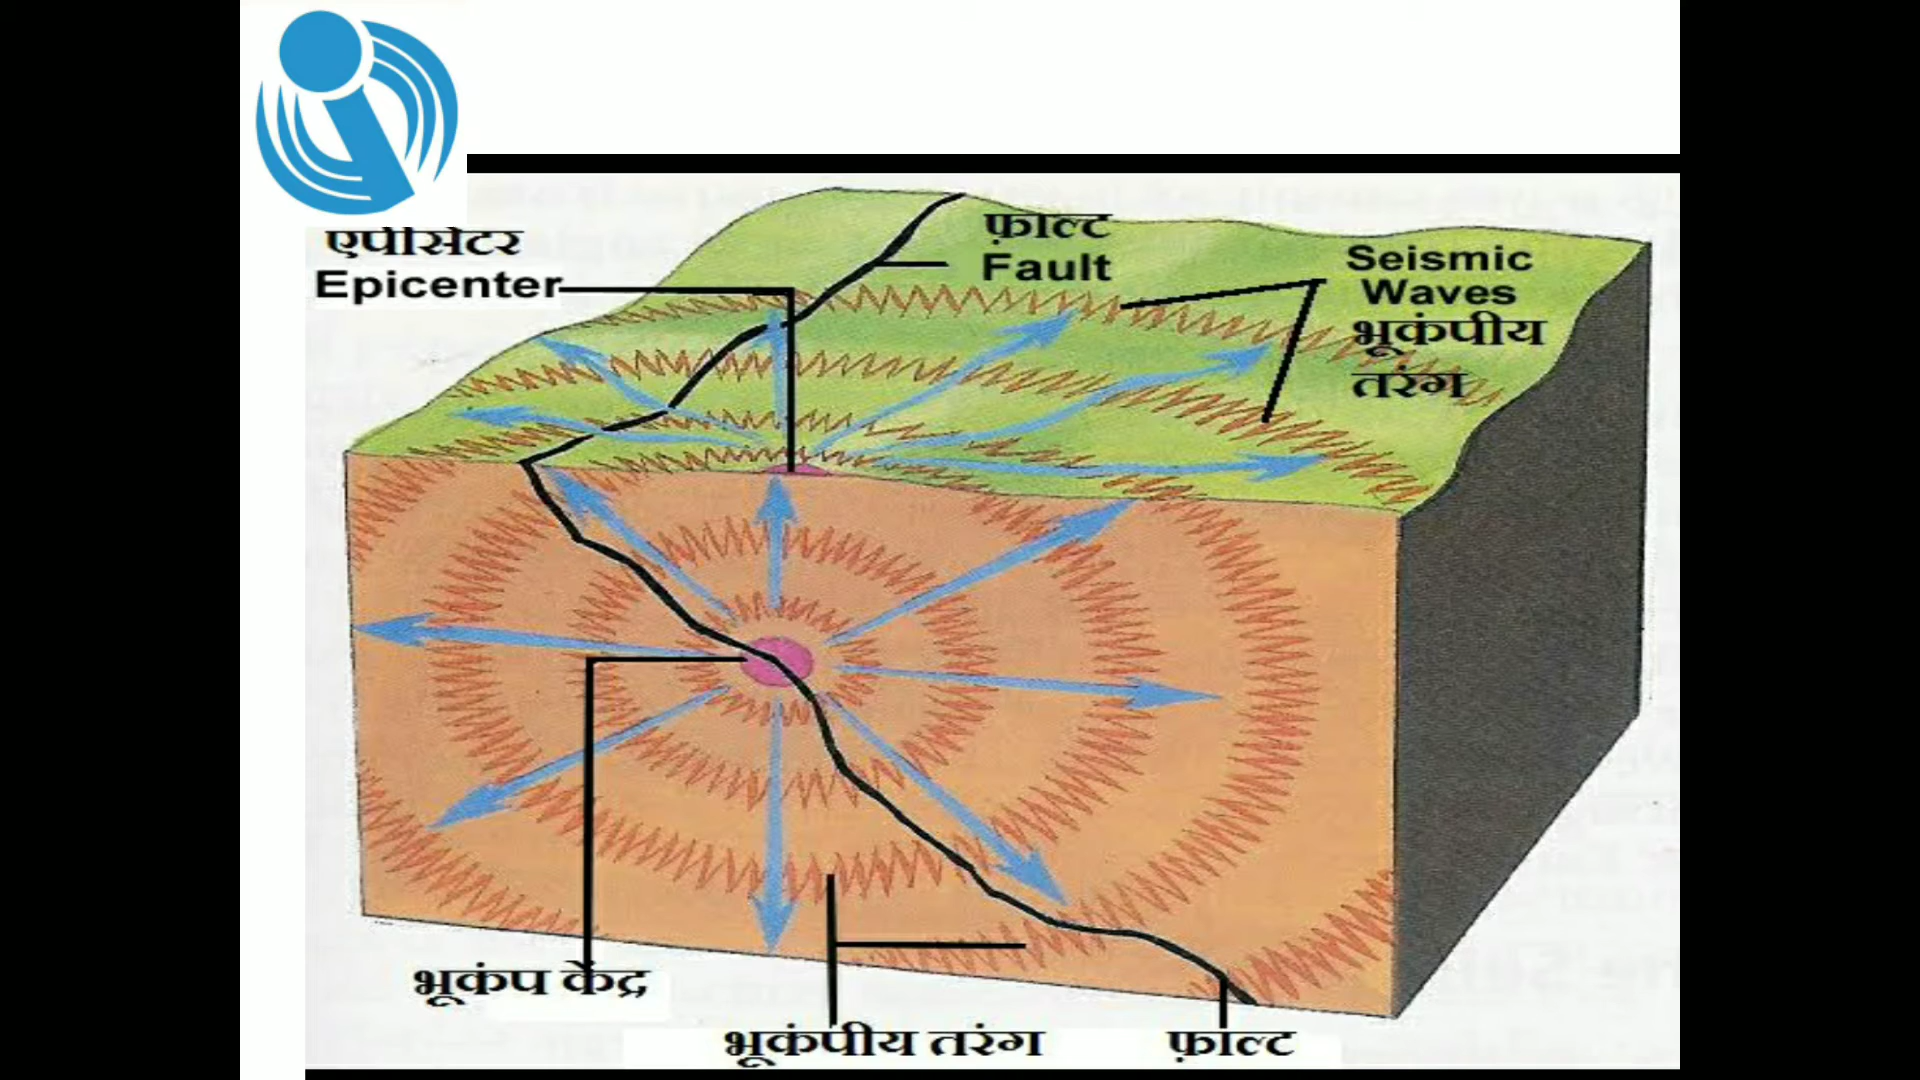 एपीसेंटर
Epicenter
फ़ाल्ट
Fault
Seismic
Waves
भूकंपीय
तरंग
भूकंप केंद्र
भूकंपीय तरंग
फ़ाल्ट